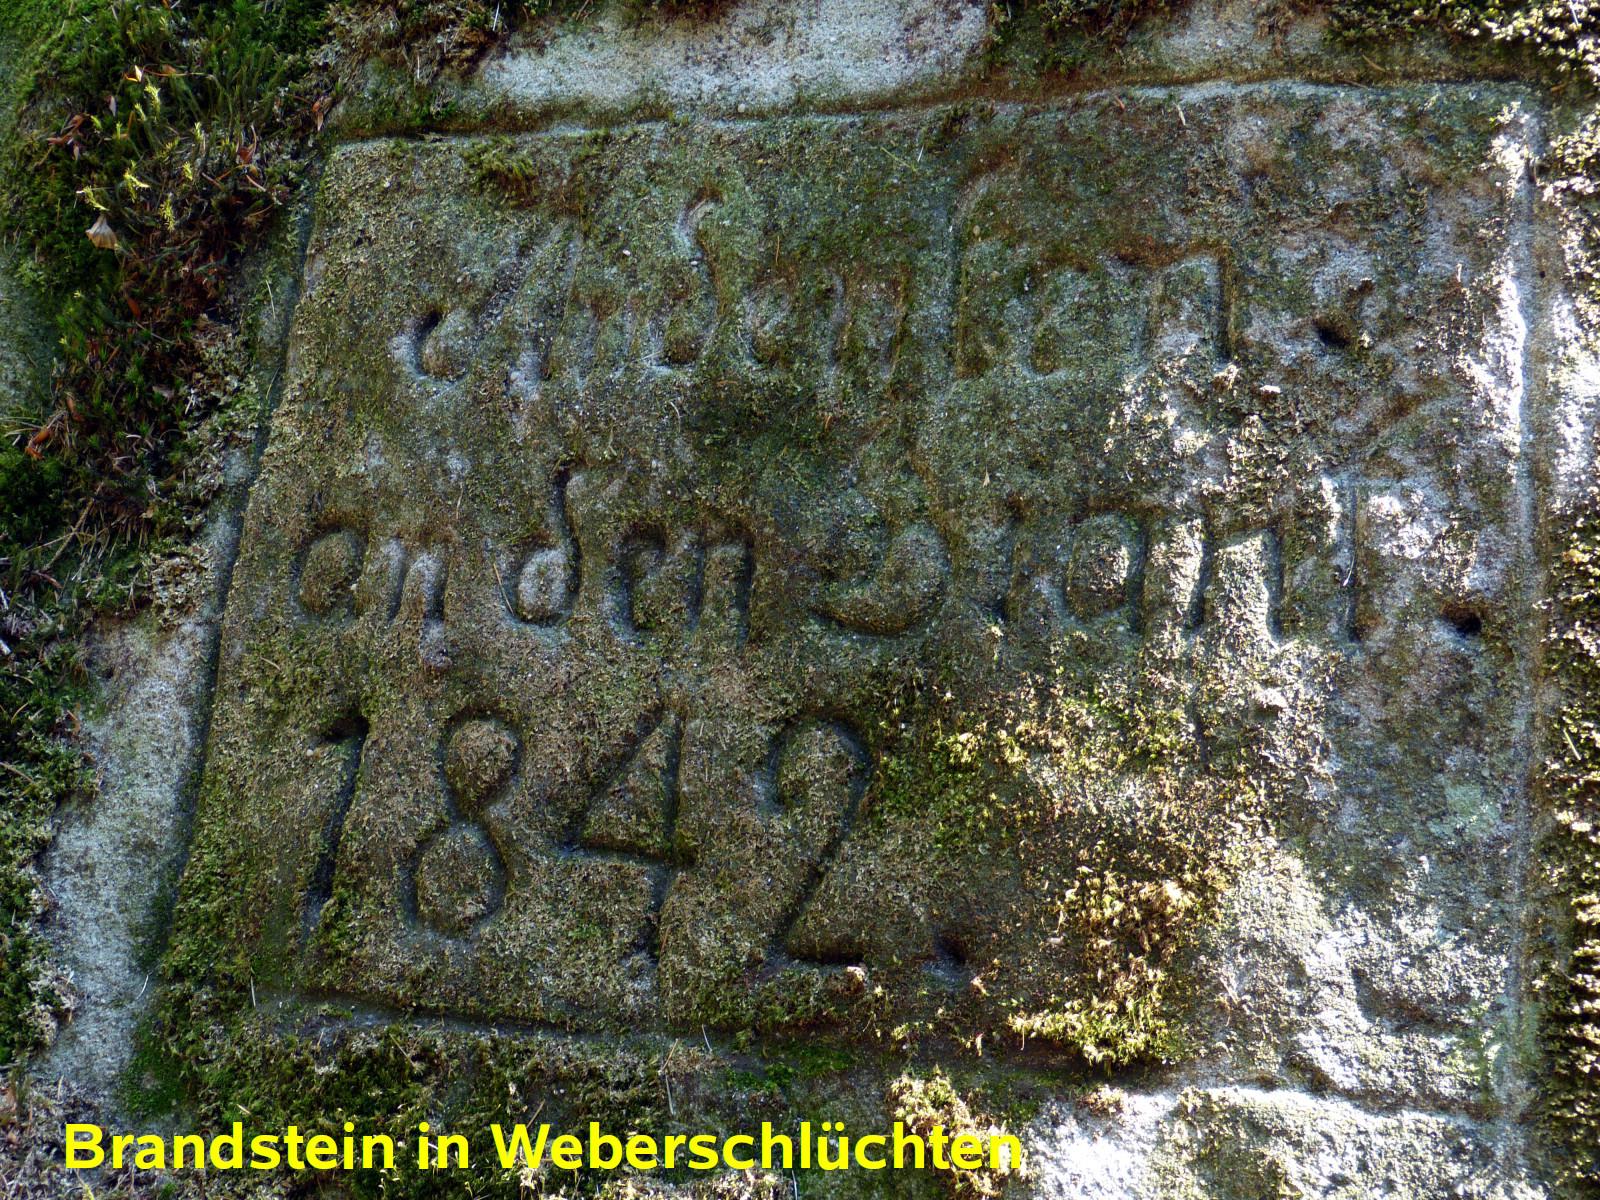 Andenken
an den Brand.
1842.
Brandstein in Weberschlüchten